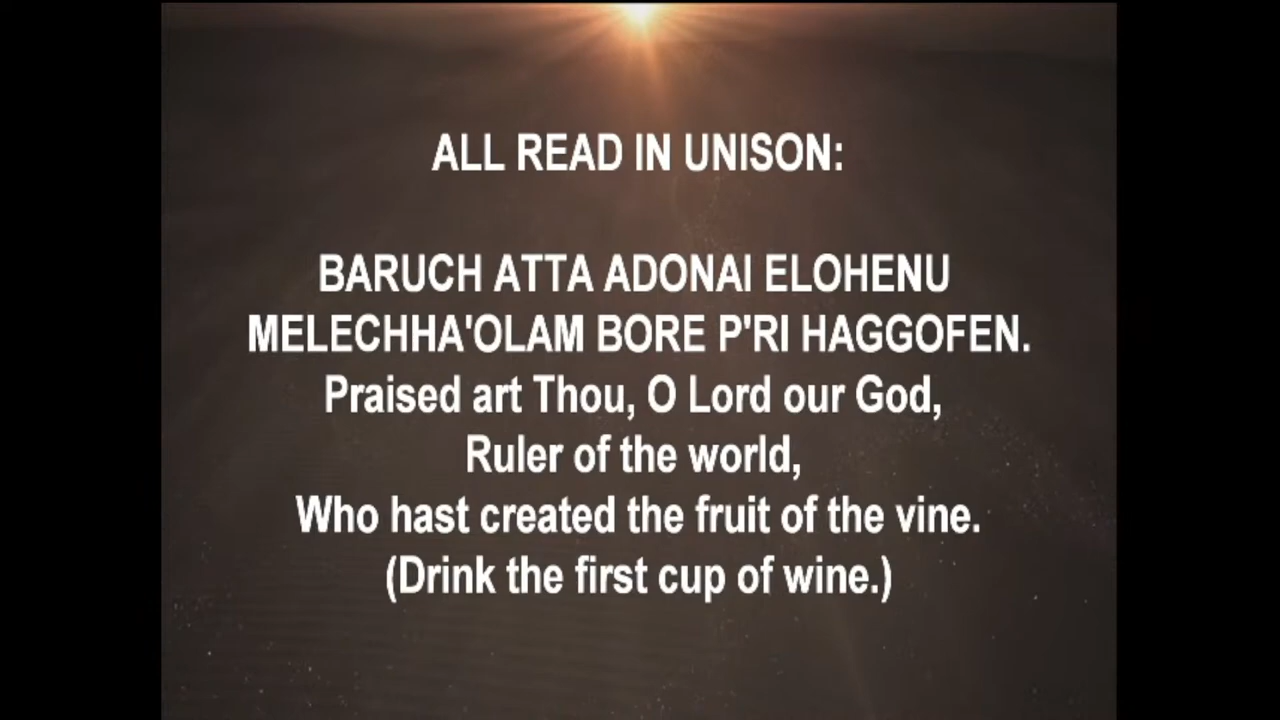 ALL READ IN UNISON:
BARUCH ATTA ADONAI ELOHENU
MELECHHA'OLAM BORE P'RI HAGGOFEN.
Praised art Thou, O Lord our God,
Ruler of the world,
Who hast created the fruit of the vine.
(Drink the first cup of wine.)